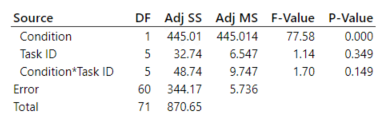 Source DF Adj SS Adj MS F-Value P-Value
Condition 1 445.01 445.014 77.58 0.000
Task ID 5 32.74 6.547 1.14 0.349
Condition*Task ID 5 48.74 9.747 1.70 0.149
Error 60 344.17 5.736
Total 71 870.65